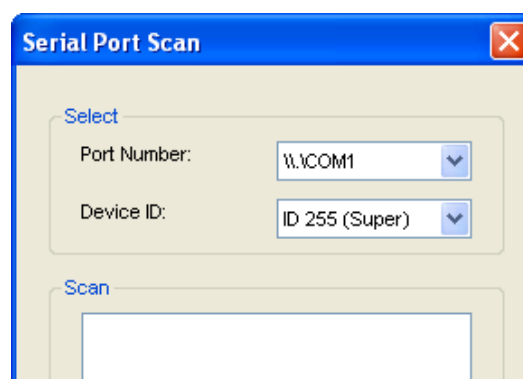 Serial Port Scan
Select
Port Number:
\\.\COM1
Device ID:
ID 255 (Super)
Scan